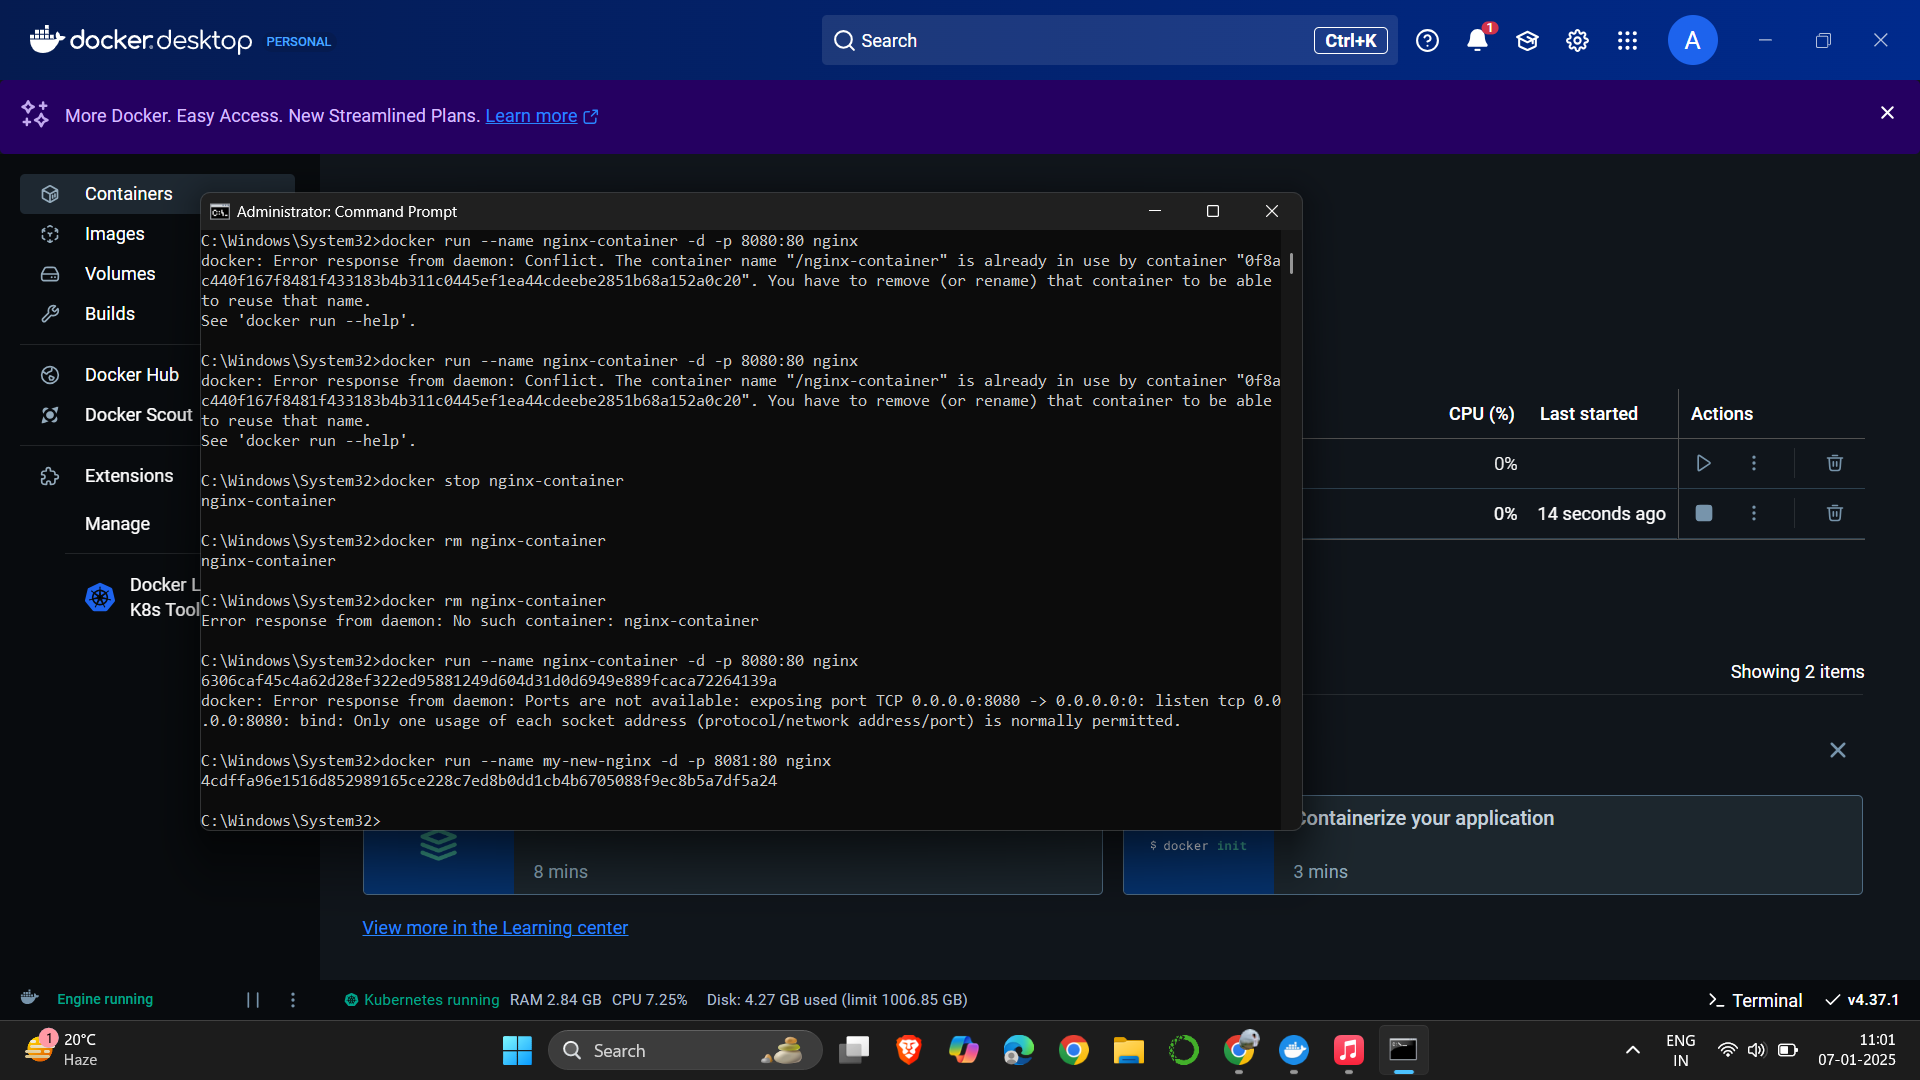 docker.desktop PERSONAL
Search
Ctrl+K
1
A
More Docker. Easy Access. New Streamlined Plans. Learn more
Containers
Images
Volumes
Builds
Docker Hub
Docker Scout
Extensions
Manage
Docker L
K8s Tool
Administrator: Command Prompt
C:\Windows\System32>docker run --name nginx-container -d -p 8080:80 nginx
docker: Error response from daemon: Conflict. The container name "/nginx-container" is already in use by container "0f8a
c440f167f8481f433183b4b311c0445ef1ea44cdeebe2851b68a152a0c20". You have to remove (or rename) that container to be able
to reuse that name.
See 'docker run --help'.
C:\Windows\System32>docker run --name nginx-container -d -p 8080:80 nginx
docker: Error response from daemon: Conflict. The container name "/nginx-container" is already in use by container "0f8a
c440f167f8481f433183b4b311c0445ef1ea44cdeebe2851b68a152a0c20". You have to remove (or rename) that container to be able
to reuse that name.
See 'docker run --help'.
C:\Windows\System32>docker stop nginx-container
nginx-container
C:\Windows\System32>docker rm nginx-container
nginx-container
C:\Windows\System32>docker rm nginx-container
Error response from daemon: No such container: nginx-container
C:\Windows\System32>docker run --name nginx-container -d -p 8080:80 nginx
6306caf45c4a62d28ef322ed95881249d604d31d0d6949e889fcaca72264139a
docker: Error response from daemon: Ports are not available: exposing port TCP 0.0.0.0:8080 -> 0.0.0.0:0: listen tcp 0.0
.0.0:8080: bind: Only one usage of each socket address (protocol/network address/port) is normally permitted.
C:\Windows\System32>docker run --name my-new-nginx -d -p 8081:80 nginx
4cdffa96e1516d852989165ce228c7ed8b0dd1cb4b6705088f9ec8b5a7df5a24
C:\Windows\System32>
CPU (%) Last started Actions
0%
0% 14 seconds ago
Showing 2 items
Containerize your application
$ docker init
8 mins
3 mins
View more in the Learning center
Engine running
Kubernetes running RAM 2.84 GB CPU 7.25% Disk: 4.27 GB used (limit 1006.85 GB)
Terminal
v4.37.1
1
20°C
Haze
Search
ENG
IN
11:01
07-01-2025